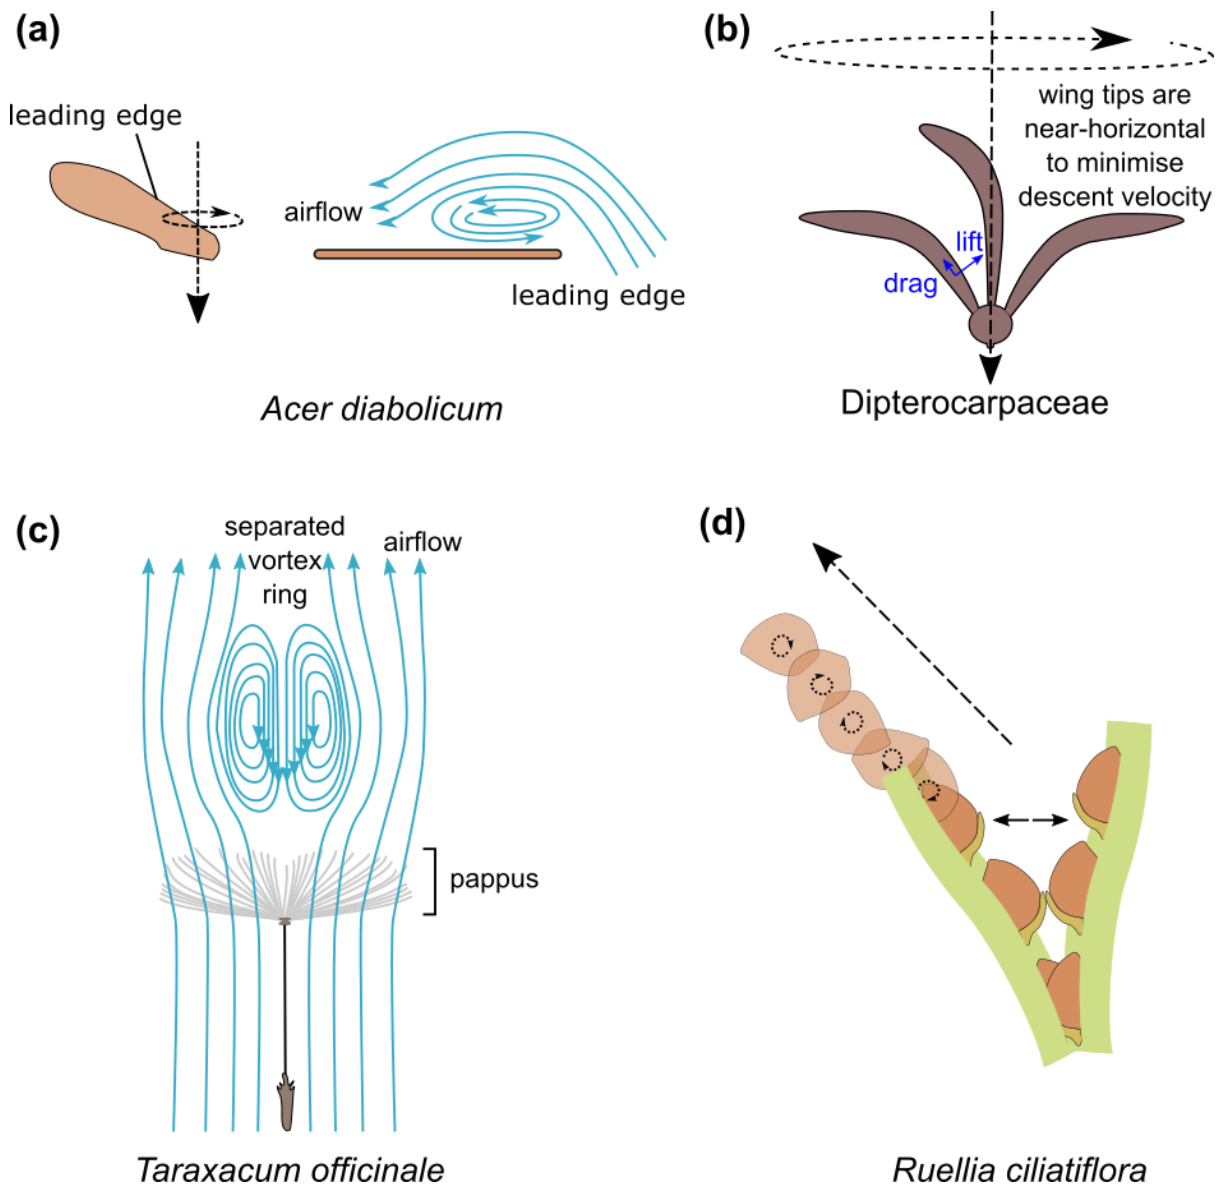 (a)
leading edge
airflow
leading edge
Acer diabolicum
(b)
wing tips are
near-horizontal
to minimise
descent velocity
lift
drag
Dipterocarpaceae
(c)
separated
vortex
ring
airflow
pappus
Taraxacum officinale
(d)
Ruellia ciliatiflora